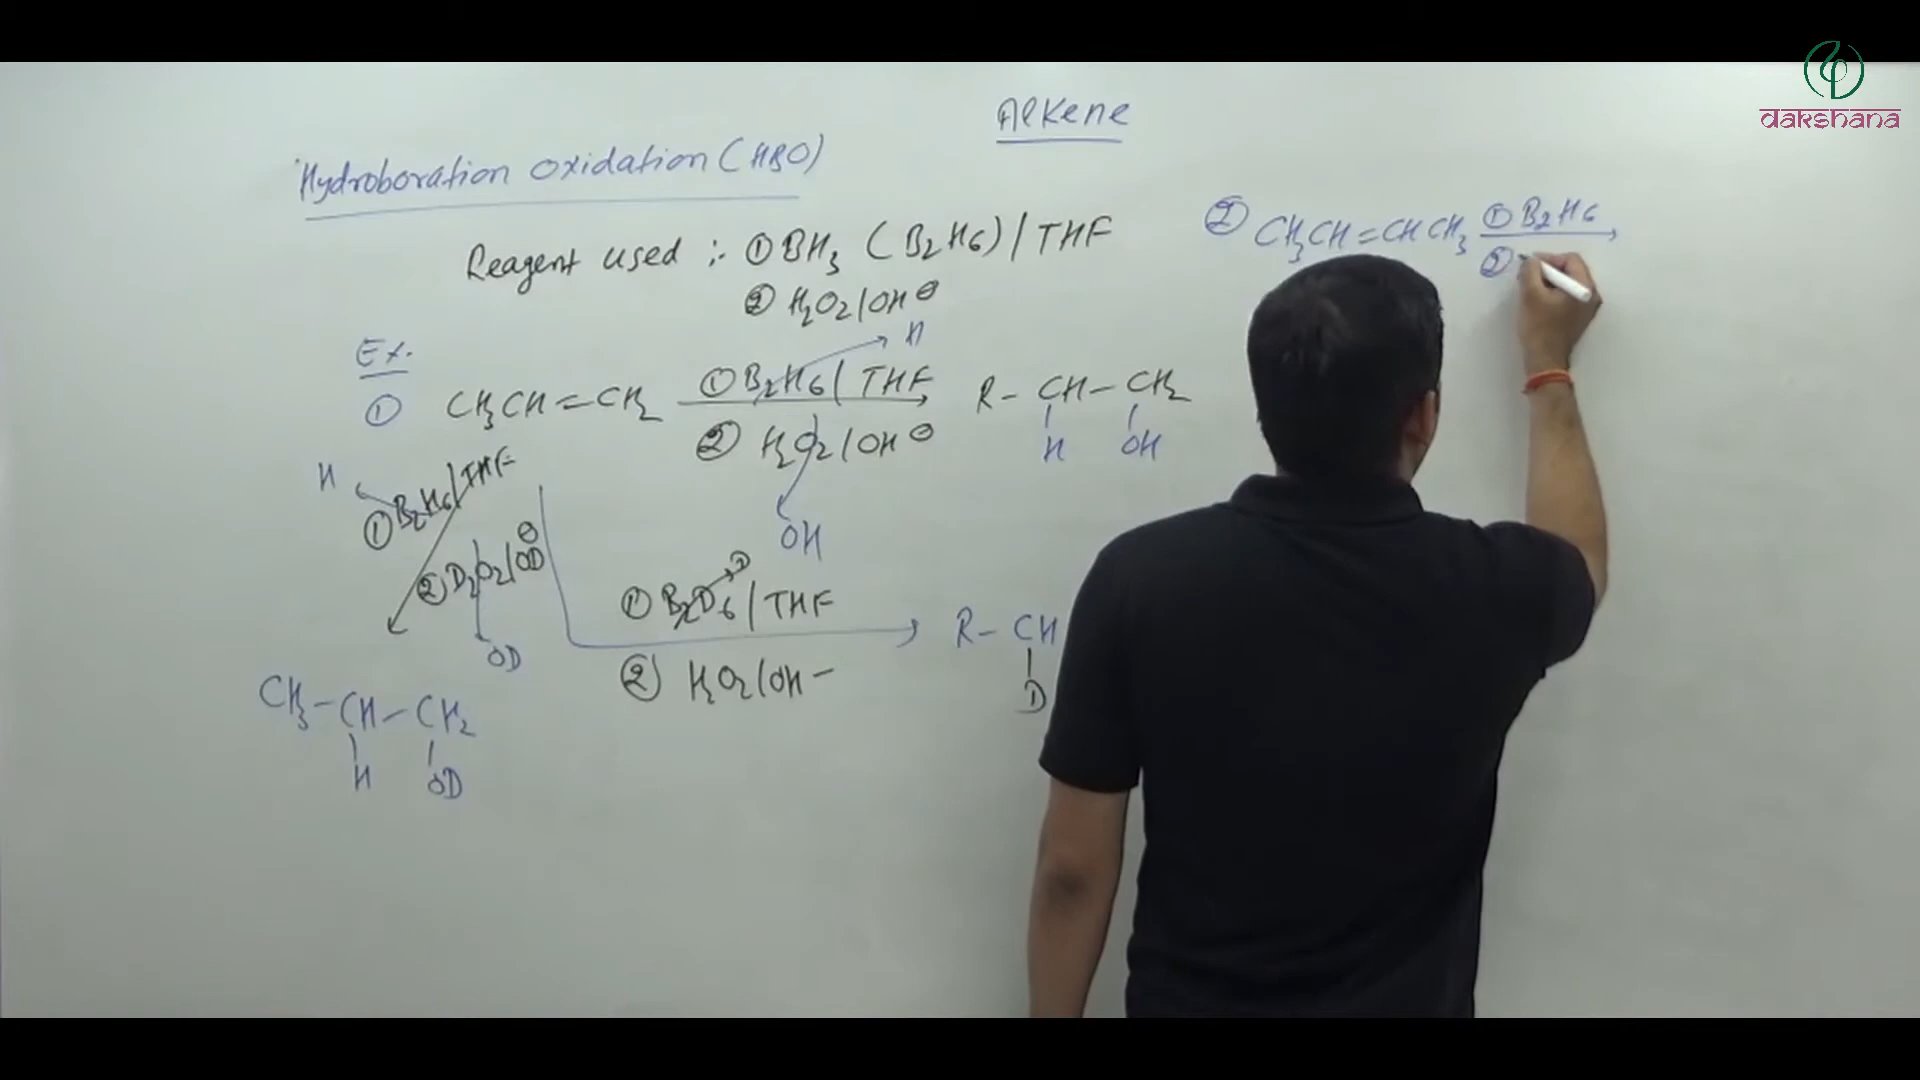 dakshana
Alkene
Hydroboration Oxidation (HBO)
Reagent used :- ① BH₃ (B₂H₆) / THF
② H₂O₂ / OH⊖
Ex.
① CH₃CH=CH₂
① B₂H₆ / THF
H
② H₂O₂ / OH⊖
OH
R-CH-CH₂
H OH
H
① B₂H₆ / THF
② D₂O₂ / OD⊖
OD
CH₃-CH-CH₂
H OD
① B₂D₆ / THF
D
② H₂O₂ / OH-
R-CH
D
② CH₃CH=CHCH₃
① B₂H₆
②